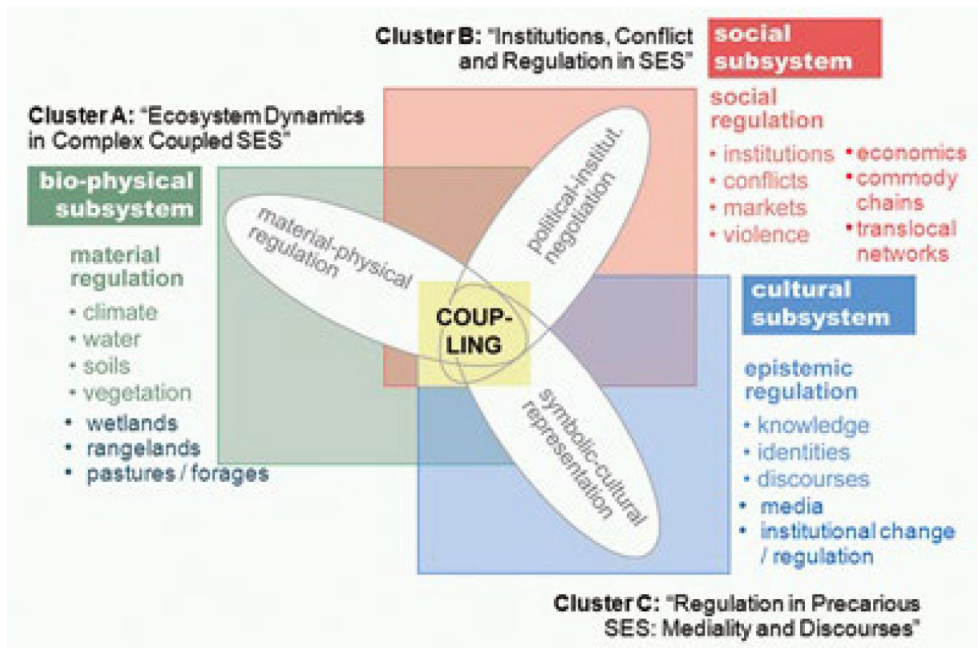 Cluster B: “Institutions, Conflict
and Regulation in SES”
social
subsystem
social
regulation
• institutions
• conflicts
• markets
• violence
• economics
• commody
chains
• translocal
networks
Cluster A: “Ecosystem Dynamics
in Complex Coupled SES”
bio-physical
subsystem
material
regulation
• climate
• water
• soils
• vegetation
• wetlands
• rangelands
• pastures / forages
material-physical
regulation
political-institut.
negotiation
COUP-
LING
symbolic-cultural
representation
cultural
subsystem
epistemic
regulation
• knowledge
• identities
• discourses
• media
• institutional change
/ regulation
Cluster C: “Regulation in Precarious
SES: Mediality and Discourses”